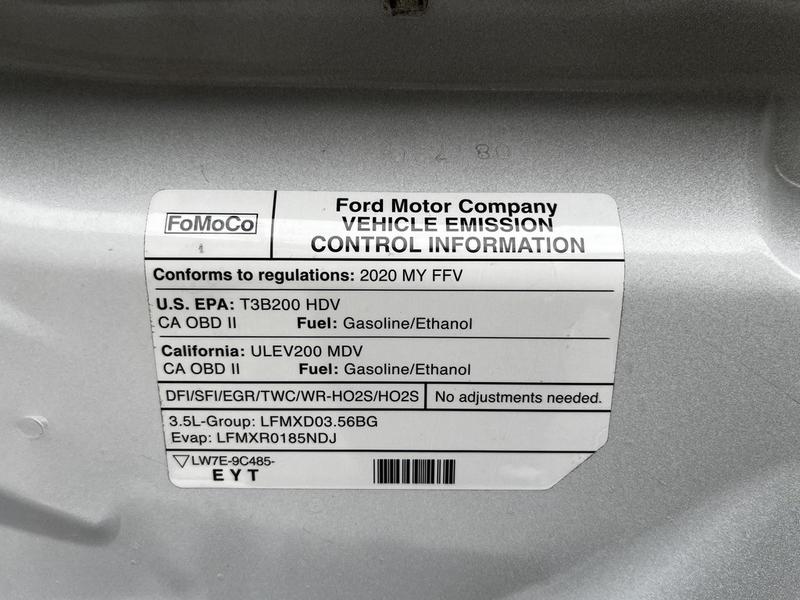 FoMoCo
Ford Motor Company
VEHICLE EMISSION
CONTROL INFORMATION
Conforms to regulations: 2020 MY FFV
U.S. EPA: T3B200 HDV
CA OBD II Fuel: Gasoline/Ethanol
California: ULEV200 MDV
CA OBD II Fuel: Gasoline/Ethanol
DFI/SFI/EGR/TWC/WR-HO2S/HO2S No adjustments needed.
3.5L-Group: LFMXD03.56BG
Evap: LFMXR0185NDJ
LW7E-9C485-
E Y T